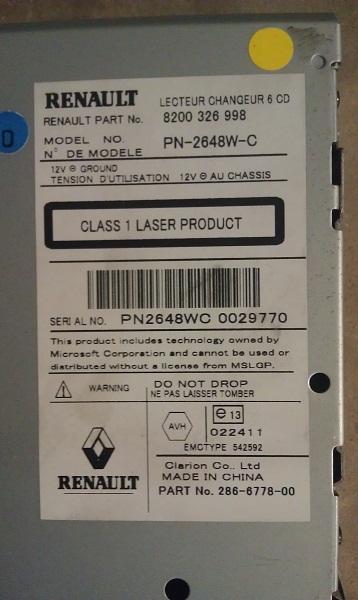 RENAULT LECTEUR CHANGEUR 6 CD
RENAULT PART No. 8200 326 998
MODEL NO. PN-2648W-C
N° DE MODELE
12V ⊖ GROUND
TENSION D'UTILISATION 12V ⊖ AU CHASSIS
CLASS 1 LASER PRODUCT
SERIAL NO. PN2648WC 0029770
This product includes technology owned by
Microsoft Corporation and cannot be used or
distributed without a license from MSLGP.
WARNING DO NOT DROP
NE PAS LAISSER TOMBER
AVH e 13
022411
EMCTYPE 542592
RENAULT
Clarion Co., Ltd
MADE IN CHINA
PART No. 286-6778-00